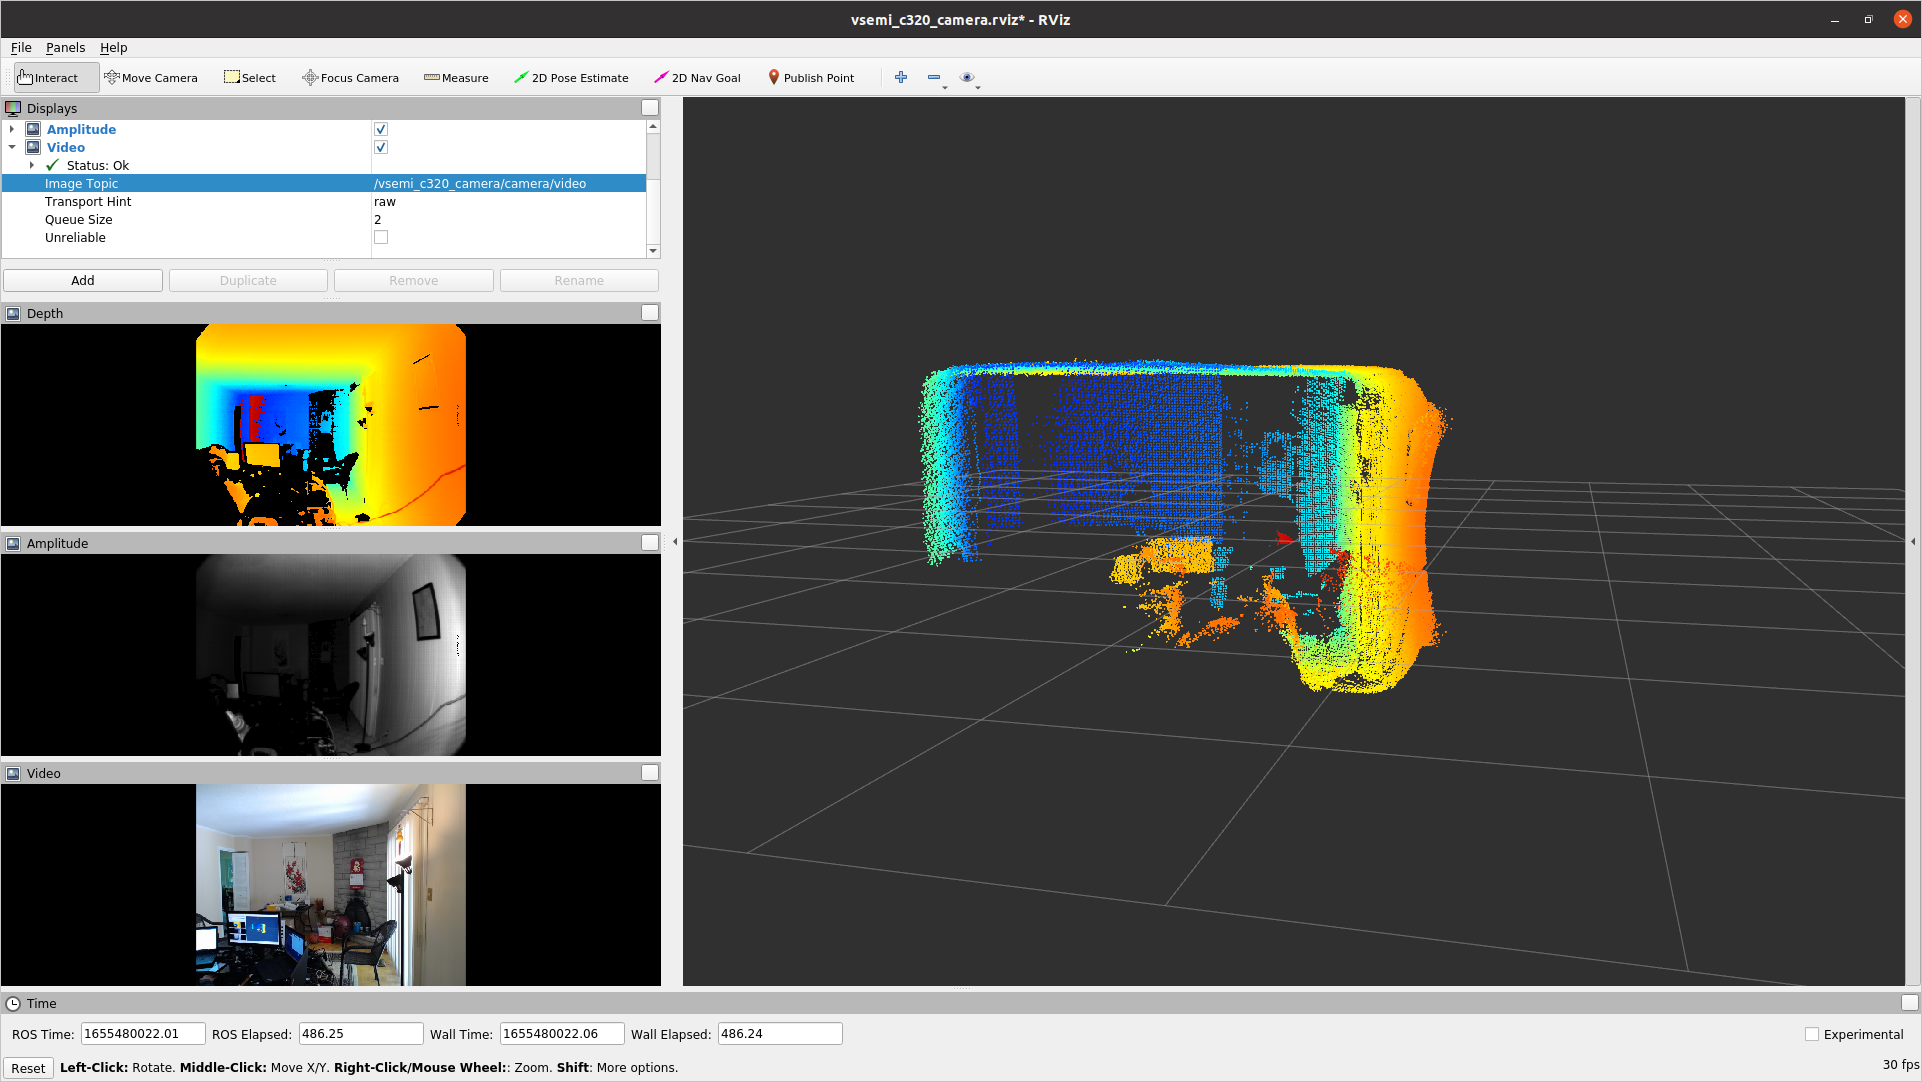 vsemi_c320_camera.rviz* - RViz
File Panels Help
Interact Move Camera Select Focus Camera Measure 2D Pose Estimate 2D Nav Goal Publish Point
Displays
Amplitude
Video
Status: Ok
Image Topic /vsemi_c320_camera/camera/video
Transport Hint raw
Queue Size 2
Unreliable
Add Duplicate Remove Rename
Depth
Amplitude
Video
Time
ROS Time: 1655480022.01 ROS Elapsed: 486.25 Wall Time: 1655480022.06 Wall Elapsed: 486.24 Experimental
Reset Left-Click: Rotate. Middle-Click: Move X/Y. Right-Click/Mouse Wheel:: Zoom. Shift: More options. 30 fps